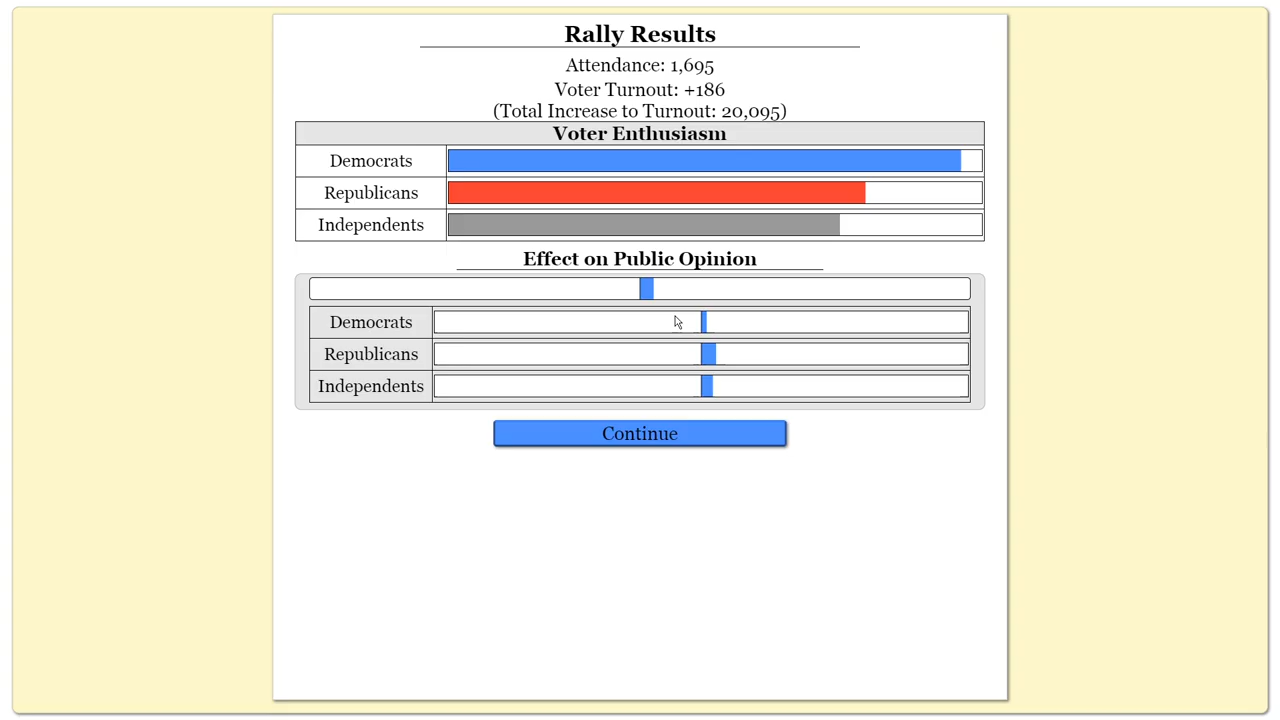 Rally Results
Attendance: 1,695
Voter Turnout: +186
(Total Increase to Turnout: 20,095)
Voter Enthusiasm
Democrats
Republicans
Independents
Effect on Public Opinion
Democrats
Republicans
Independents
Continue